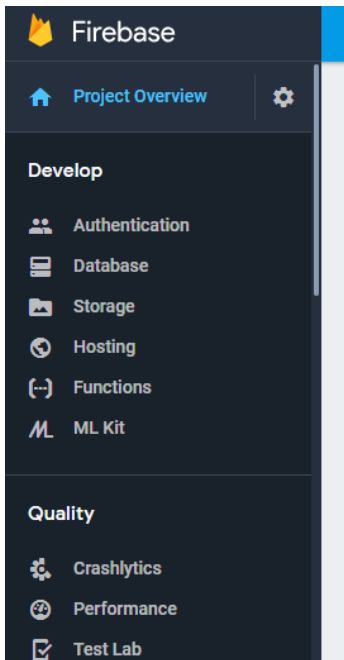 Firebase
Project Overview
Develop
Authentication
Database
Storage
Hosting
Functions
ML Kit
Quality
Crashlytics
Performance
Test Lab